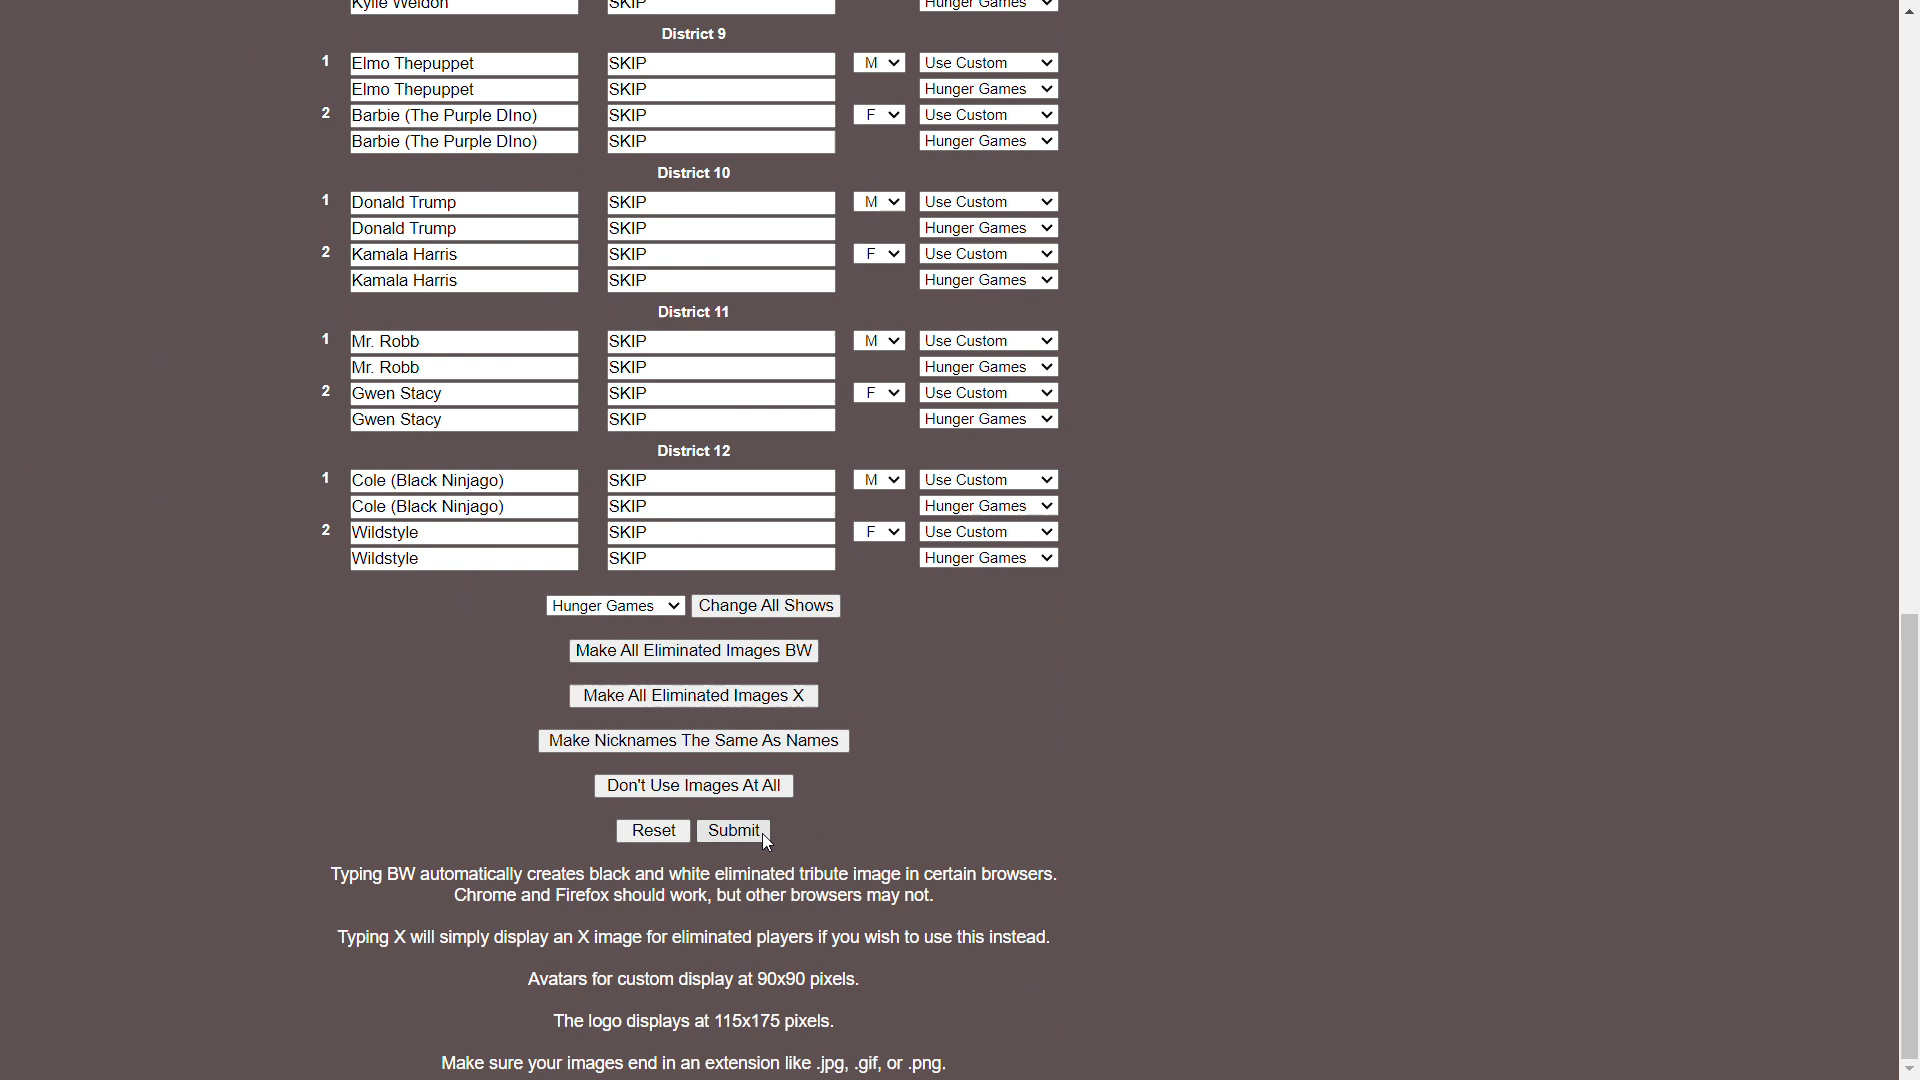 Kylie Weldon SKIP Hunger Games
District 9
1 Elmo Thepuppet SKIP M Use Custom
Elmo Thepuppet SKIP Hunger Games
2 Barbie (The Purple DIno) SKIP F Use Custom
Barbie (The Purple DIno) SKIP Hunger Games
District 10
1 Donald Trump SKIP M Use Custom
Donald Trump SKIP Hunger Games
2 Kamala Harris SKIP F Use Custom
Kamala Harris SKIP Hunger Games
District 11
1 Mr. Robb SKIP M Use Custom
Mr. Robb SKIP Hunger Games
2 Gwen Stacy SKIP F Use Custom
Gwen Stacy SKIP Hunger Games
District 12
1 Cole (Black Ninjago) SKIP M Use Custom
Cole (Black Ninjago) SKIP Hunger Games
2 Wildstyle SKIP F Use Custom
Wildstyle SKIP Hunger Games
Hunger Games Change All Shows
Make All Eliminated Images BW
Make All Eliminated Images X
Make Nicknames The Same As Names
Don't Use Images At All
Reset Submit
Typing BW automatically creates black and white eliminated tribute image in certain browsers.
Chrome and Firefox should work, but other browsers may not.
Typing X will simply display an X image for eliminated players if you wish to use this instead.
Avatars for custom display at 90x90 pixels.
The logo displays at 115x175 pixels.
Make sure your images end in an extension like .jpg, .gif, or .png.